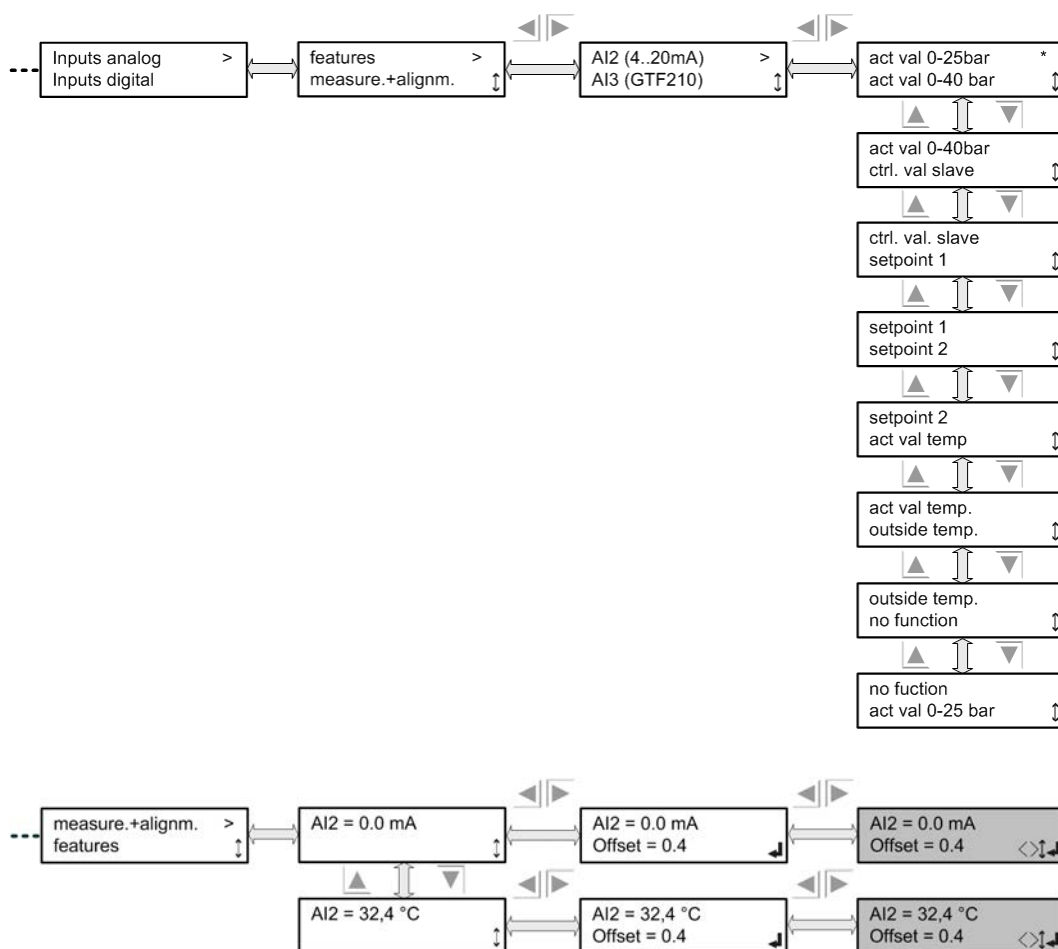 Inputs analog >
Inputs digital
features >
measure.+alignm.
AI2 (4..20mA) >
AI3 (GTF210)
act val 0-25bar *
act val 0-40 bar
act val 0-40bar
ctrl. val slave
ctrl. val. slave
setpoint 1
setpoint 1
setpoint 2
setpoint 2
act val temp
act val temp.
outside temp.
outside temp.
no function
no fuction
act val 0-25 bar
measure.+alignm. >
features
AI2 = 0.0 mA
AI2 = 0.0 mA
Offset = 0.4
AI2 = 0.0 mA
Offset = 0.4 <>
AI2 = 32,4 °C
AI2 = 32,4 °C
Offset = 0.4
AI2 = 32,4 °C
Offset = 0.4 <>